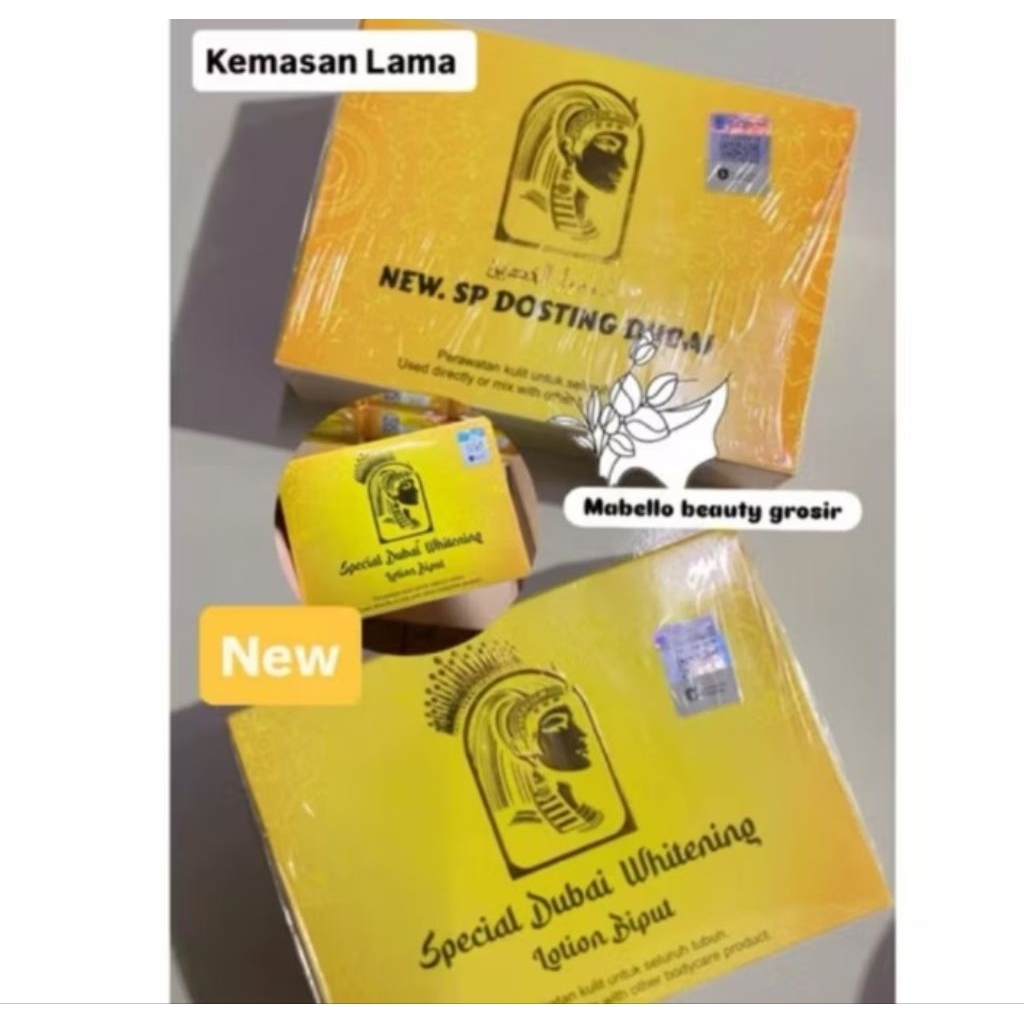 Kemasan Lama
NEW. SP DOSTING DUBAI
Perawatan kulit untuk
Used directly or mix with
Mabello beauty grosir
Special Dubai Whitening
Lotion Biput
New
Special Dubai Whitening
Lotion Biput
kulit untuk seluruh tubuh.
with other bodycare product.